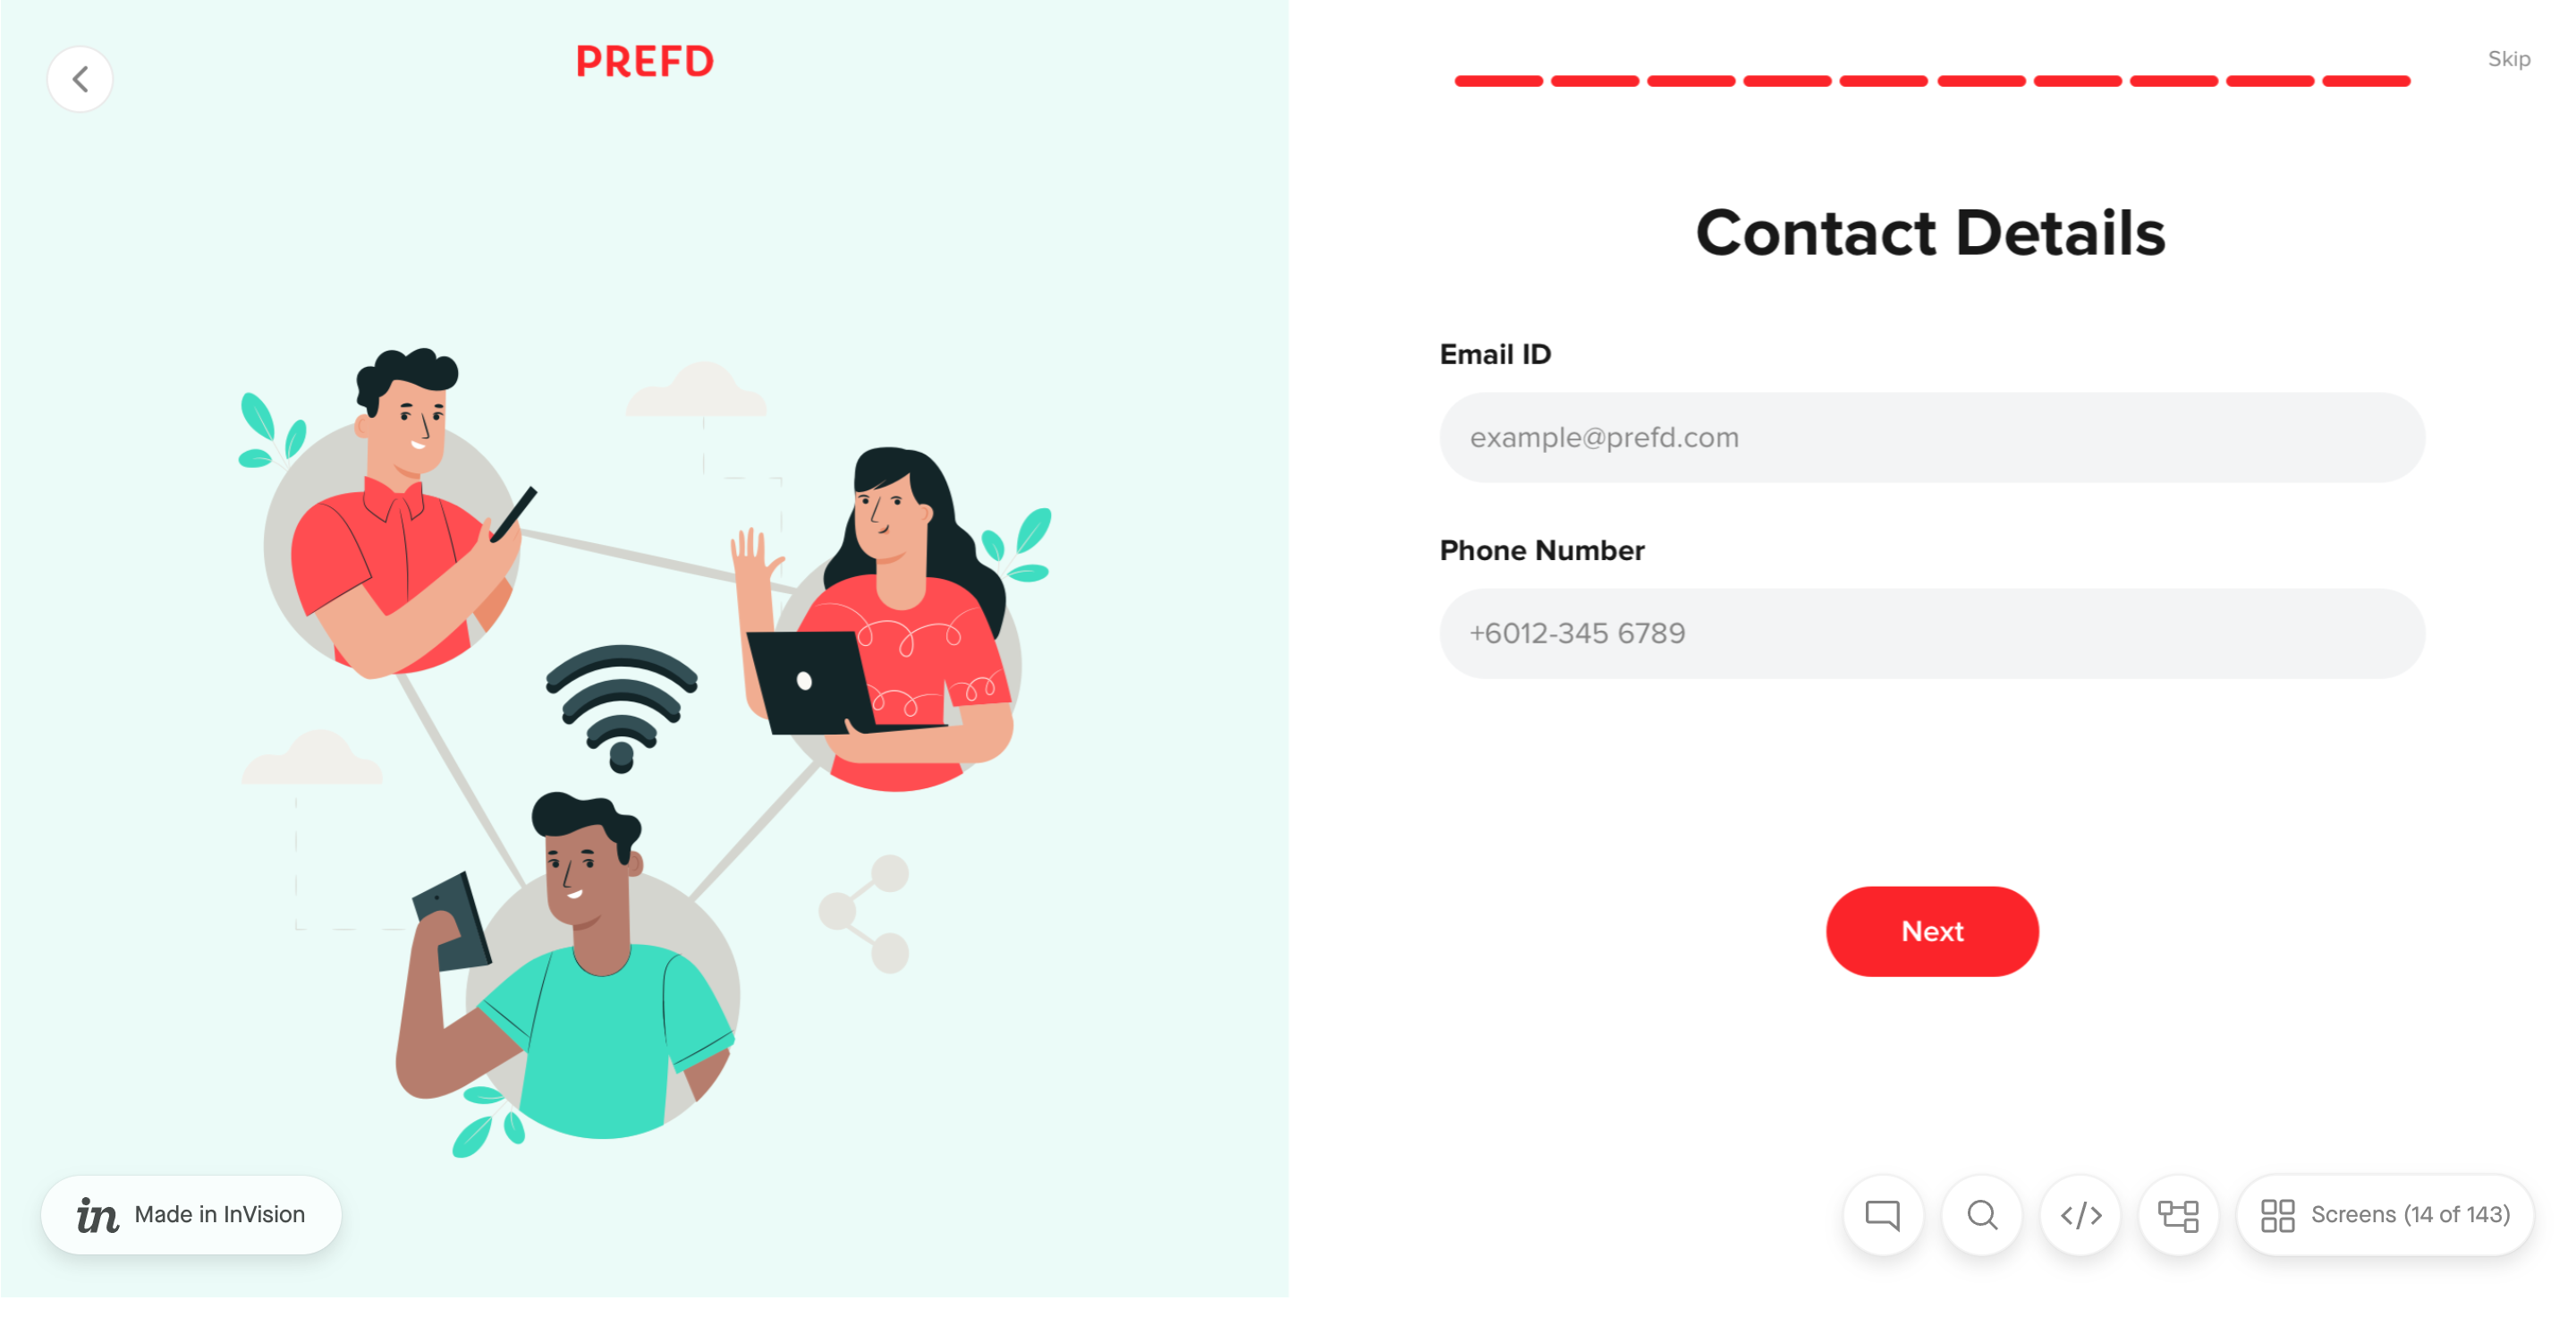 PREFD
Skip
Contact Details
Email ID
example@prefd.com
Phone Number
+6012-345 6789
Next
in Made in InVision
</> Screens (14 of 143)